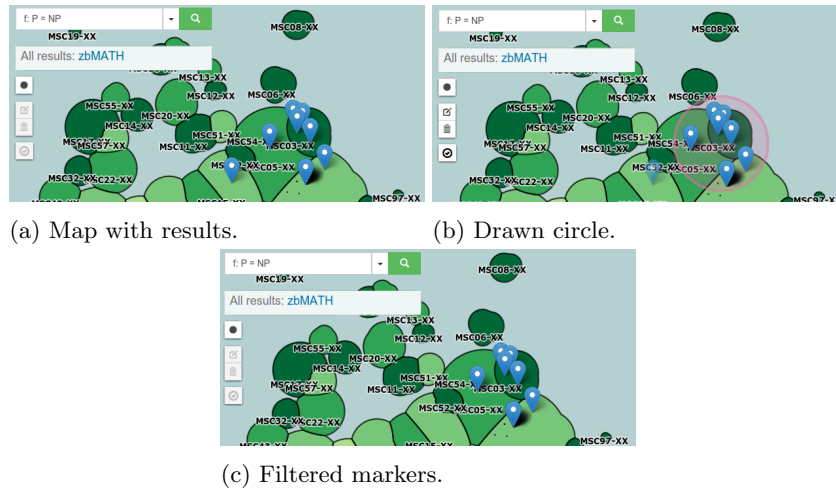 f: P = NP
MSC19-XX
MSC08-XX
All results: zbMATH
MSC13-XX
MSC06-XX
MSC12-XX
MSC55-XX
MSC20-XX
MSC14-XX
MSC51-XX
MSC57-XX
MSC11-XX
MSC54-XX
MSC03-XX
MSC05-XX
MSC32-XX
MSC22-XX
MSC97-XX
(a) Map with results.
f: P = NP
MSC19-XX
MSC08-XX
All results: zbMATH
MSC13-XX
MSC06-XX
MSC12-XX
MSC55-XX
MSC20-XX
MSC14-XX
MSC51-XX
MSC57-XX
MSC11-XX
MSC54-XX
MSC03-XX
MSC52-XX
MSC05-XX
MSC32-XX
MSC22-XX
MSC97-XX
(b) Drawn circle.
f: P = NP
MSC19-XX
MSC08-XX
All results: zbMATH
MSC13-XX
MSC06-XX
MSC12-XX
MSC55-XX
MSC20-XX
MSC14-XX
MSC51-XX
MSC57-XX
MSC11-XX
MSC54-XX
MSC03-XX
MSC52-XX
MSC05-XX
MSC32-XX
MSC22-XX
MSC97-XX
(c) Filtered markers.